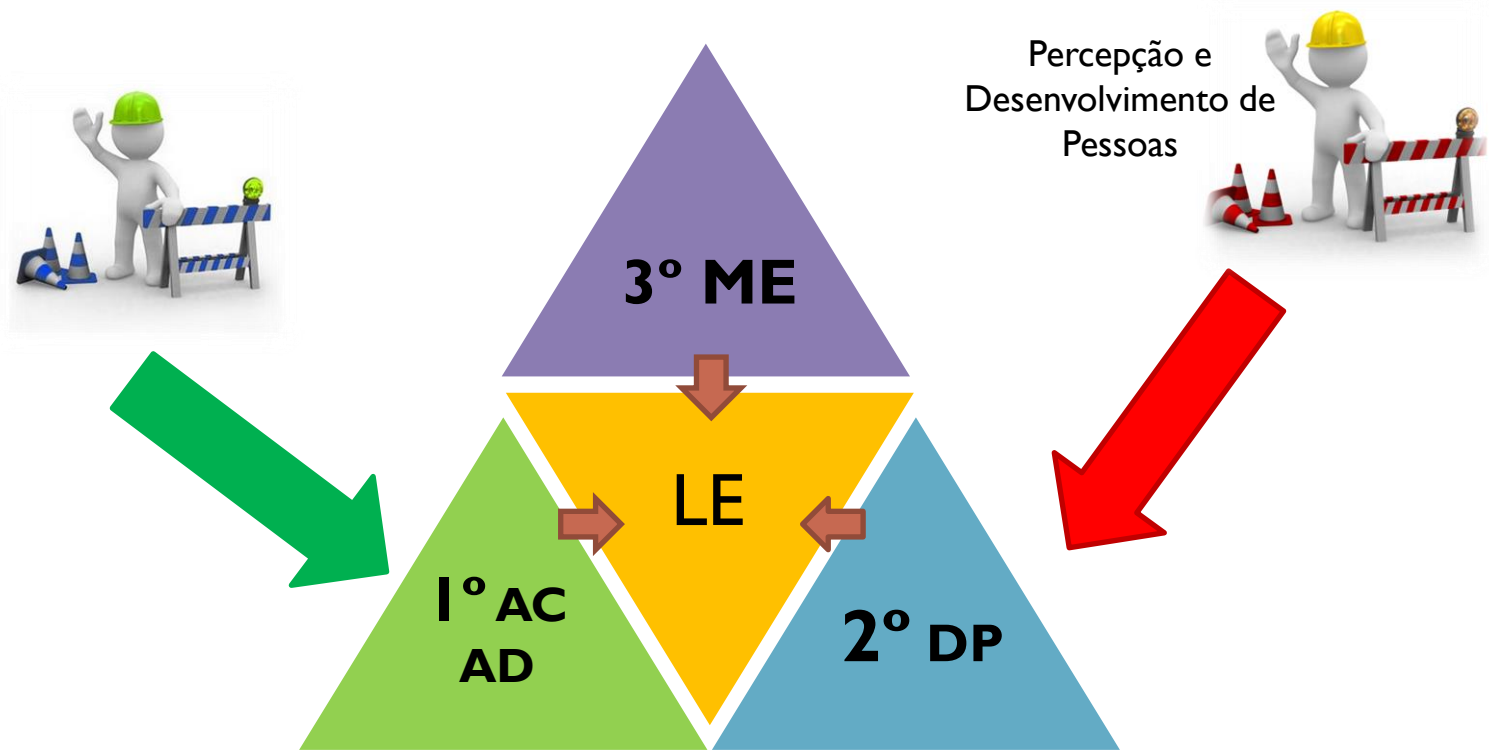 Percepção e
Desenvolvimento de
Pessoas
3º ME
LE
1º AC
AD
2º DP